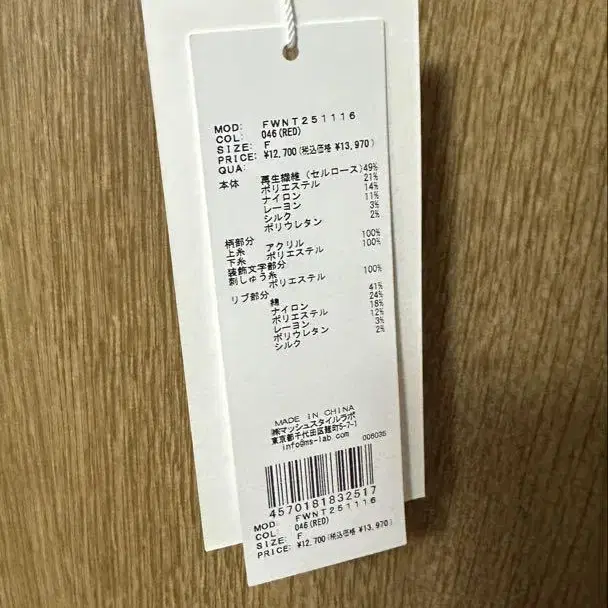 MOD: FWNT251116
COL: 046(RED)
SIZE: F
PRICE: ¥12,700(税込価格 ¥13,970)
QUA:
本体 再生繊維(セルロース)49%
ポリエステル 21%
ナイロン 14%
レーヨン 11%
シルク 3%
ポリウレタン 2%
柄部分
上糸 アクリル 100%
下糸 ポリエステル 100%
装飾文字部分
刺しゅう糸 ポリエステル 100%
リブ部分
綿 41%
ナイロン 24%
ポリエステル 18%
レーヨン 12%
ポリウレタン 3%
シルク 2%
MADE IN CHINA
㈱マッシュスタイルラボ
東京都千代田区麹町5-7-1
info@ms-lab.com 006035
4570181832517
MOD: FWNT251116
COL: 046(RED)
SIZE: F
PRICE: ¥12,700(税込価格 ¥13,970)